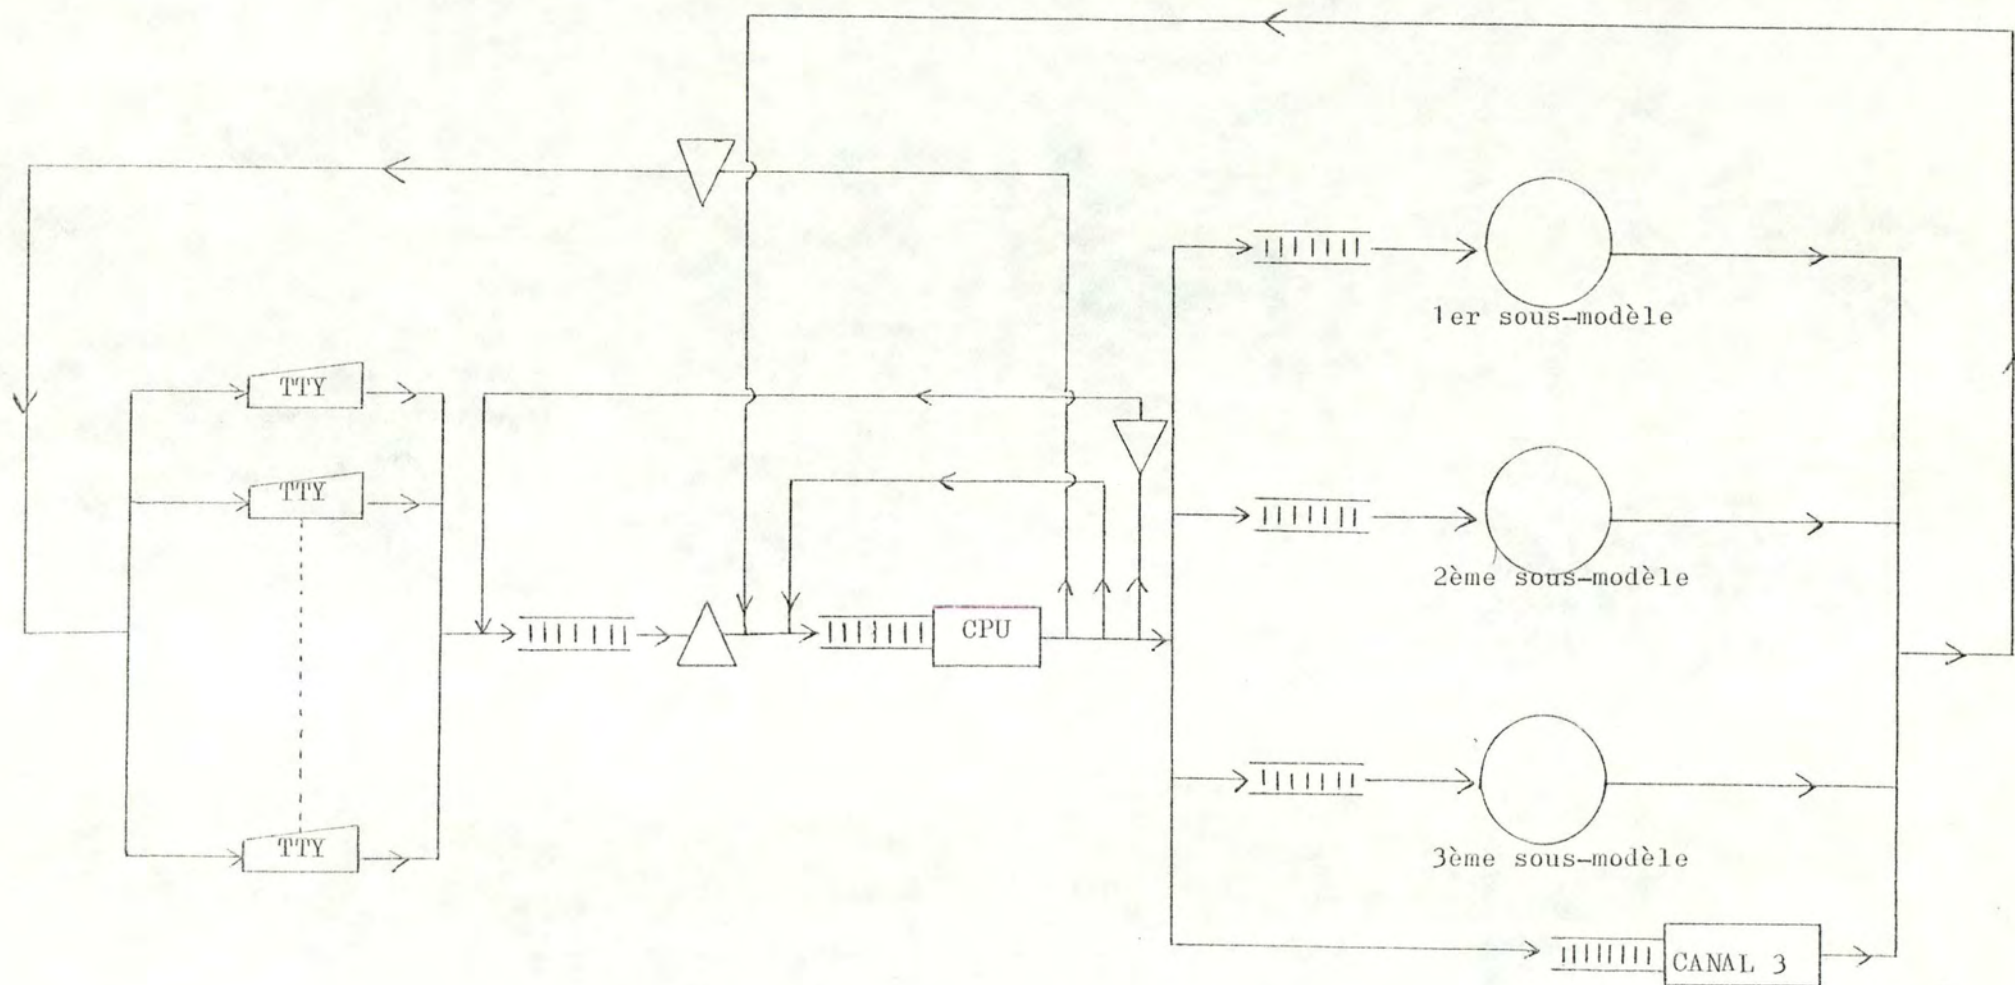 1er sous-modèle
TTY
TTY
2ème sous-modèle
CPU
TTY
3ème sous-modèle
CANAL 3